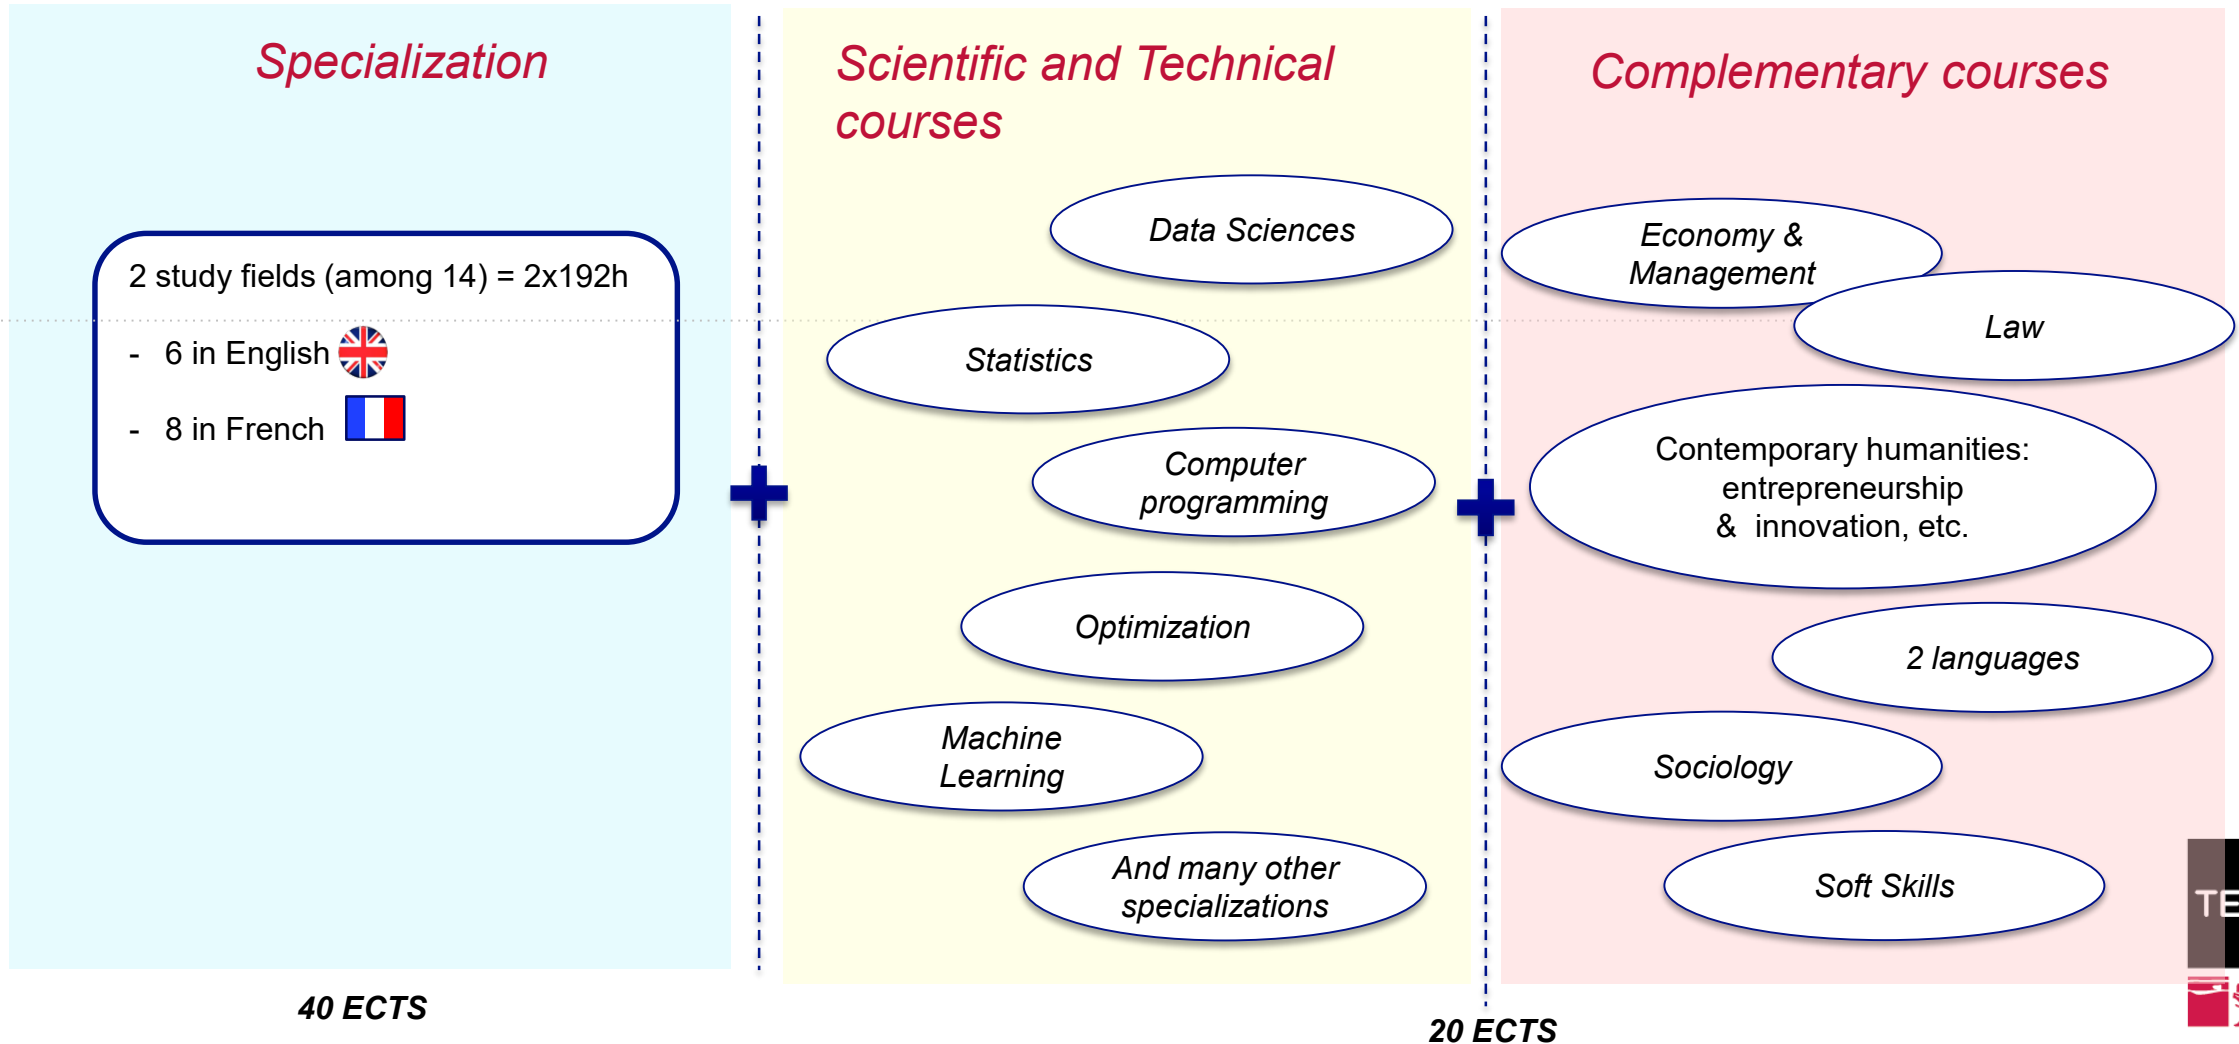 Specialization
2 study fields (among 14) = 2x192h
- 6 in English
- 8 in French
40 ECTS
Scientific and Technical
courses
Data Sciences
Statistics
Computer
programming
Optimization
Machine
Learning
And many other
specializations
Complementary courses
Economy &
Management
Law
Contemporary humanities:
entrepreneurship
& innovation, etc.
2 languages
Sociology
Soft Skills
20 ECTS
TE